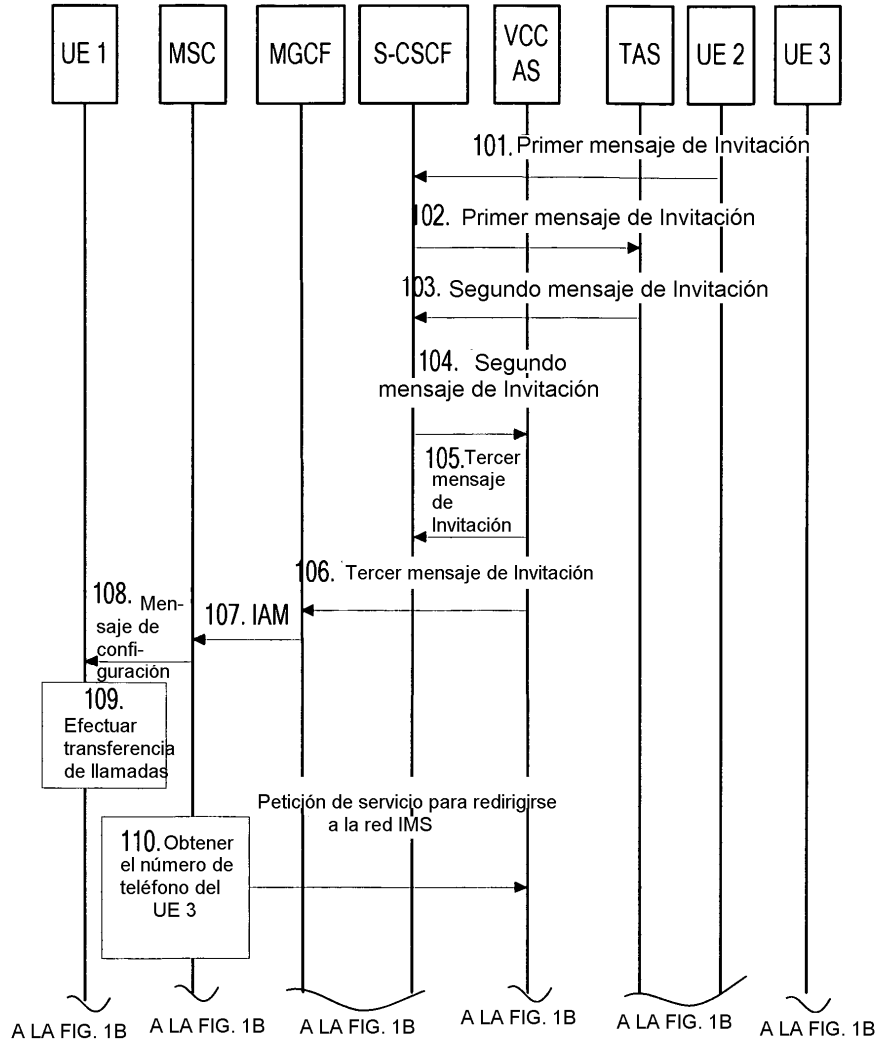 UE 1
MSC
MGCF
S-CSCF
VCC
AS
TAS
UE 2
UE 3
101. Primer mensaje de Invitación
102. Primer mensaje de Invitación
103. Segundo mensaje de Invitación
104. Segundo
mensaje de Invitación
105. Tercer
mensaje
de
Invitación
106. Tercer mensaje de Invitación
107. IAM
108. Men-
saje de
confi-
guración
109.
Efectuar
transferencia
de llamadas
Petición de servicio para redirigirse
a la red IMS
110. Obtener
el número de
teléfono del
UE 3
A LA FIG. 1B
A LA FIG. 1B
A LA FIG. 1B
A LA FIG. 1B
A LA FIG. 1B
A LA FIG. 1B